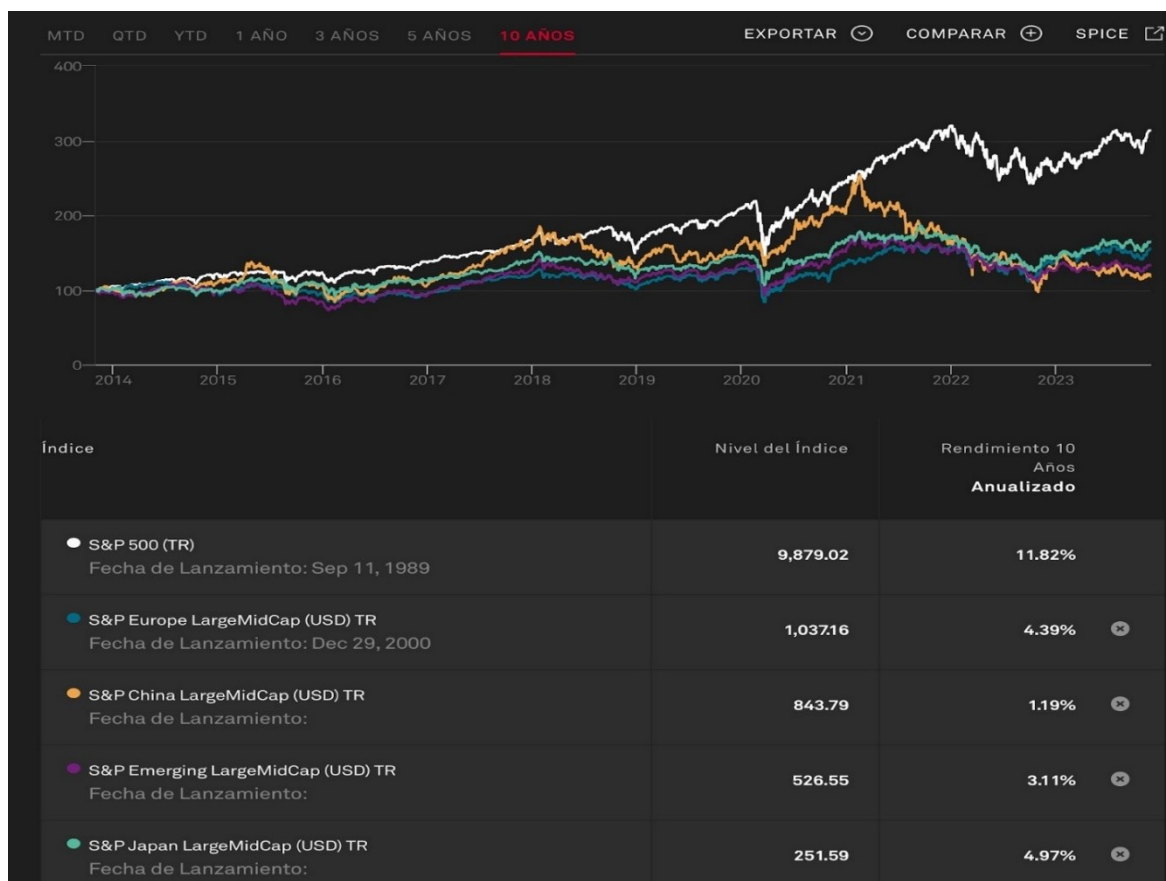 MTD QTD YTD 1 AÑO 3 AÑOS 5 AÑOS 10 AÑOS EXPORTAR COMPARAR SPICE
400
300
200
100
0
2014 2015 2016 2017 2018 2019 2020 2021 2022 2023
Índice Nivel del Índice Rendimiento 10
Años
Anualizado
S&P 500 (TR)
Fecha de Lanzamiento: Sep 11, 1989
9,879.02 11.82%
S&P Europe LargeMidCap (USD) TR
Fecha de Lanzamiento: Dec 29, 2000
1,037.16 4.39%
S&P China LargeMidCap (USD) TR
Fecha de Lanzamiento:
843.79 1.19%
S&P Emerging LargeMidCap (USD) TR
Fecha de Lanzamiento:
526.55 3.11%
S&P Japan LargeMidCap (USD) TR
Fecha de Lanzamiento:
251.59 4.97%